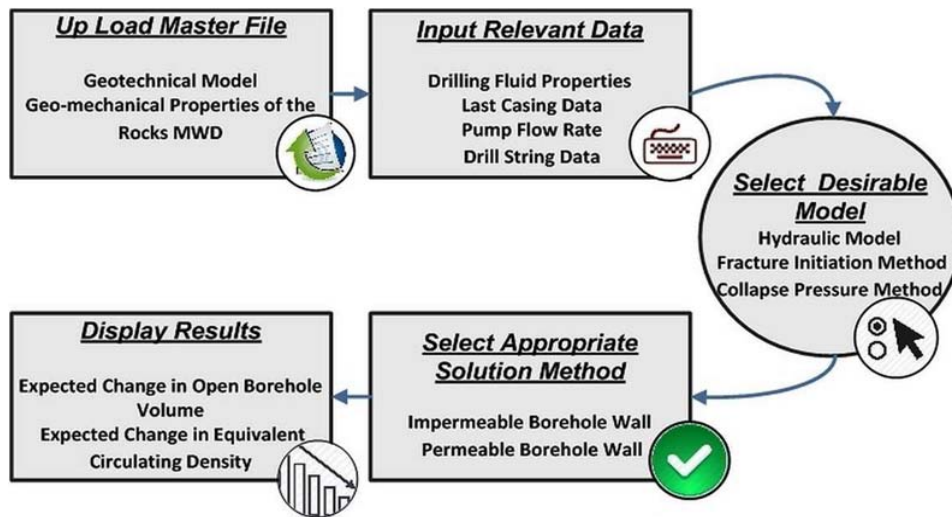 Up Load Master File
Geotechnical Model
Geo-mechanical Properties of the
Rocks MWD
Input Relevant Data
Drilling Fluid Properties
Last Casing Data
Pump Flow Rate
Drill String Data
Select Desirable
Model
Hydraulic Model
Fracture Initiation Method
Collapse Pressure Method
Select Appropriate
Solution Method
Impermeable Borehole Wall
Permeable Borehole Wall
Display Results
Expected Change in Open Borehole
Volume
Expected Change in Equivalent
Circulating Density